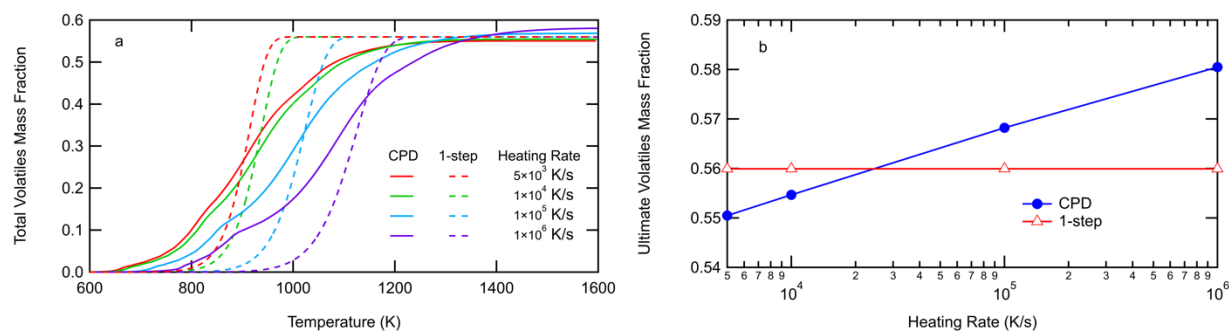 a
Total Volatiles Mass Fraction
0.6
0.5
0.4
0.3
0.2
0.1
0.0
600
800
1000
1200
1400
1600
Temperature (K)
CPD 1-step Heating Rate
5×10³ K/s
1×10⁴ K/s
1×10⁵ K/s
1×10⁶ K/s
b
Ultimate Volatiles Mass Fraction
0.59
0.58
0.57
0.56
0.55
0.54
CPD
1-step
5 6 7 8 9 2 3 4 5 6 7 8 9 2 3 4 5 6 7 8 9
10⁴ 10⁵ 10⁶
Heating Rate (K/s)